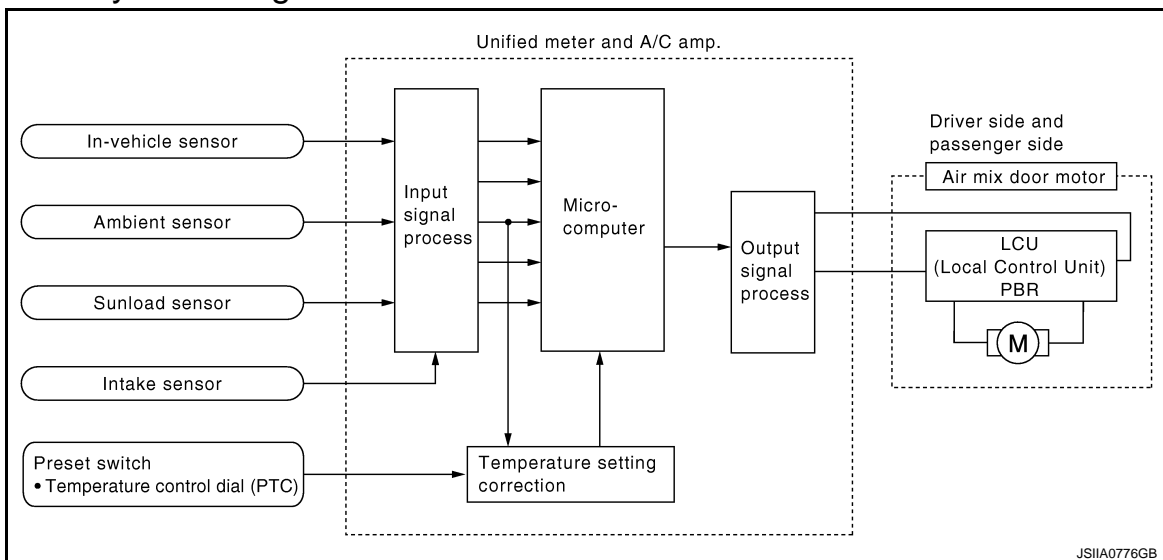 Unified meter and A/C amp.
In-vehicle sensor
Ambient sensor
Sunload sensor
Intake sensor
Preset switch
• Temperature control dial (PTC)
Input
signal
process
Micro-
computer
Temperature setting
correction
Output
signal
process
Driver side and
passenger side
Air mix door motor
LCU
(Local Control Unit)
PBR
M
JSIIA0776GB